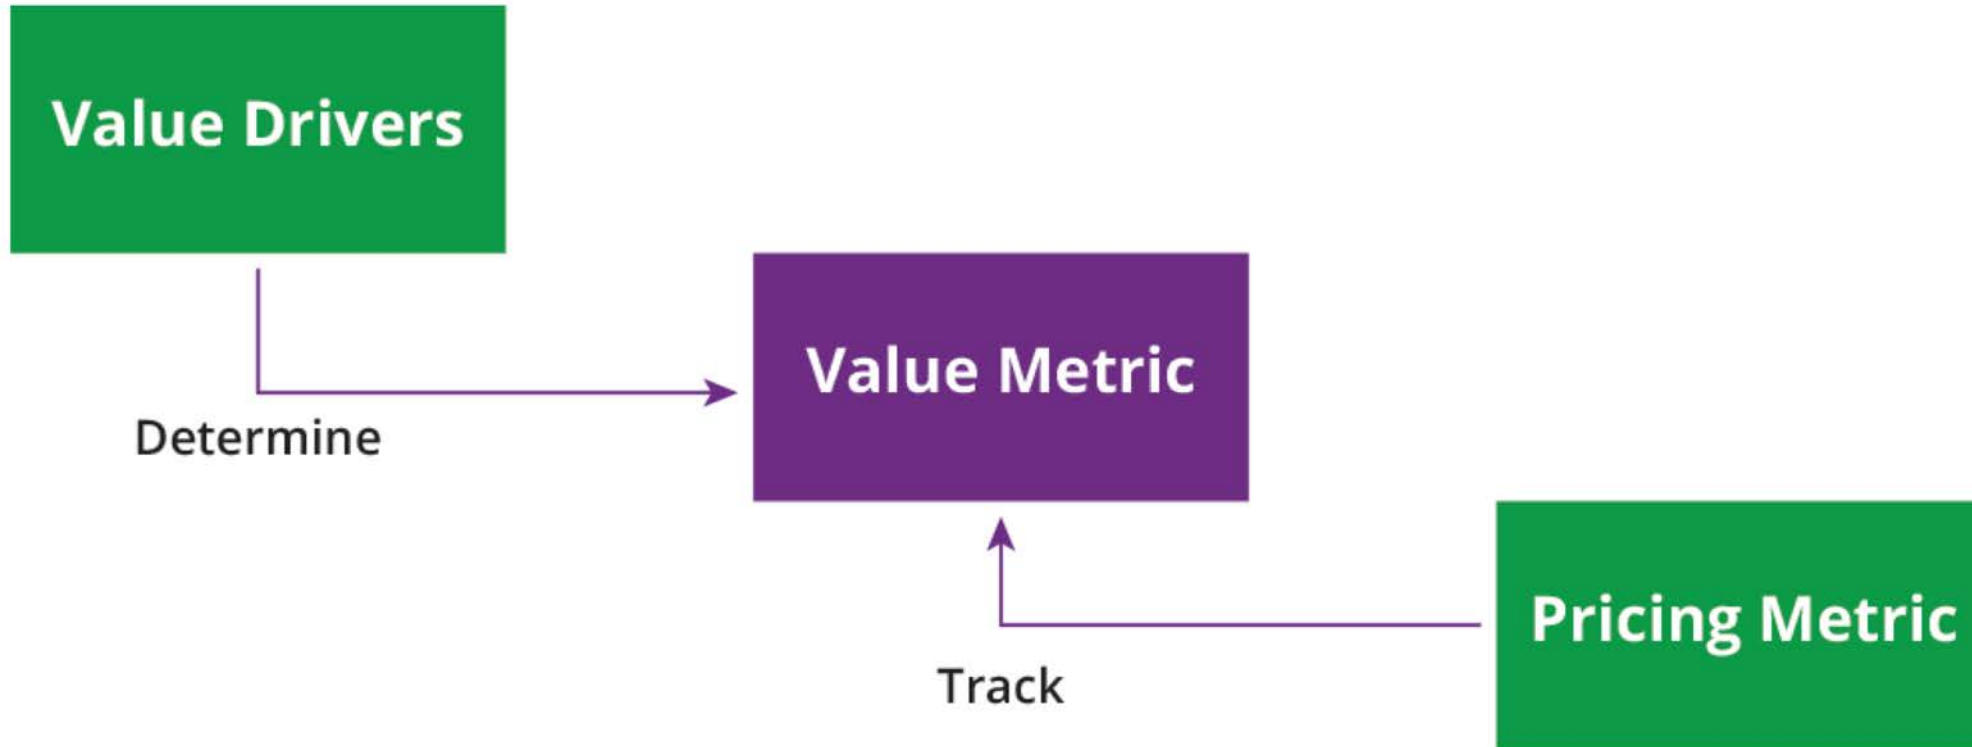 Value Drivers
Determine
Value Metric
Track
Pricing Metric